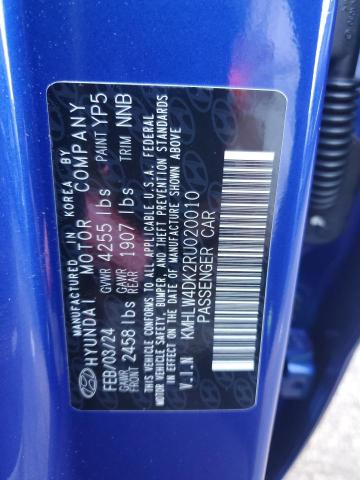 MANUFACTURED IN KOREA BY
HYUNDAI MOTOR COMPANY
FEB/03/24 GVWR 4255 lbs PAINT YP5
GAWR FRONT 2458 lbs GAWR REAR 1907 lbs TRIM NNB
THIS VEHICLE CONFORMS TO ALL APPLICABLE U.S.A. FEDERAL
MOTOR VEHICLE SAFETY, BUMPER, AND THEFT PREVENTION STANDARDS
IN EFFECT ON THE DATE OF MANUFACTURE SHOWN ABOVE
V.I.N KMHLW4DX2RU020010
PASSENGER CAR